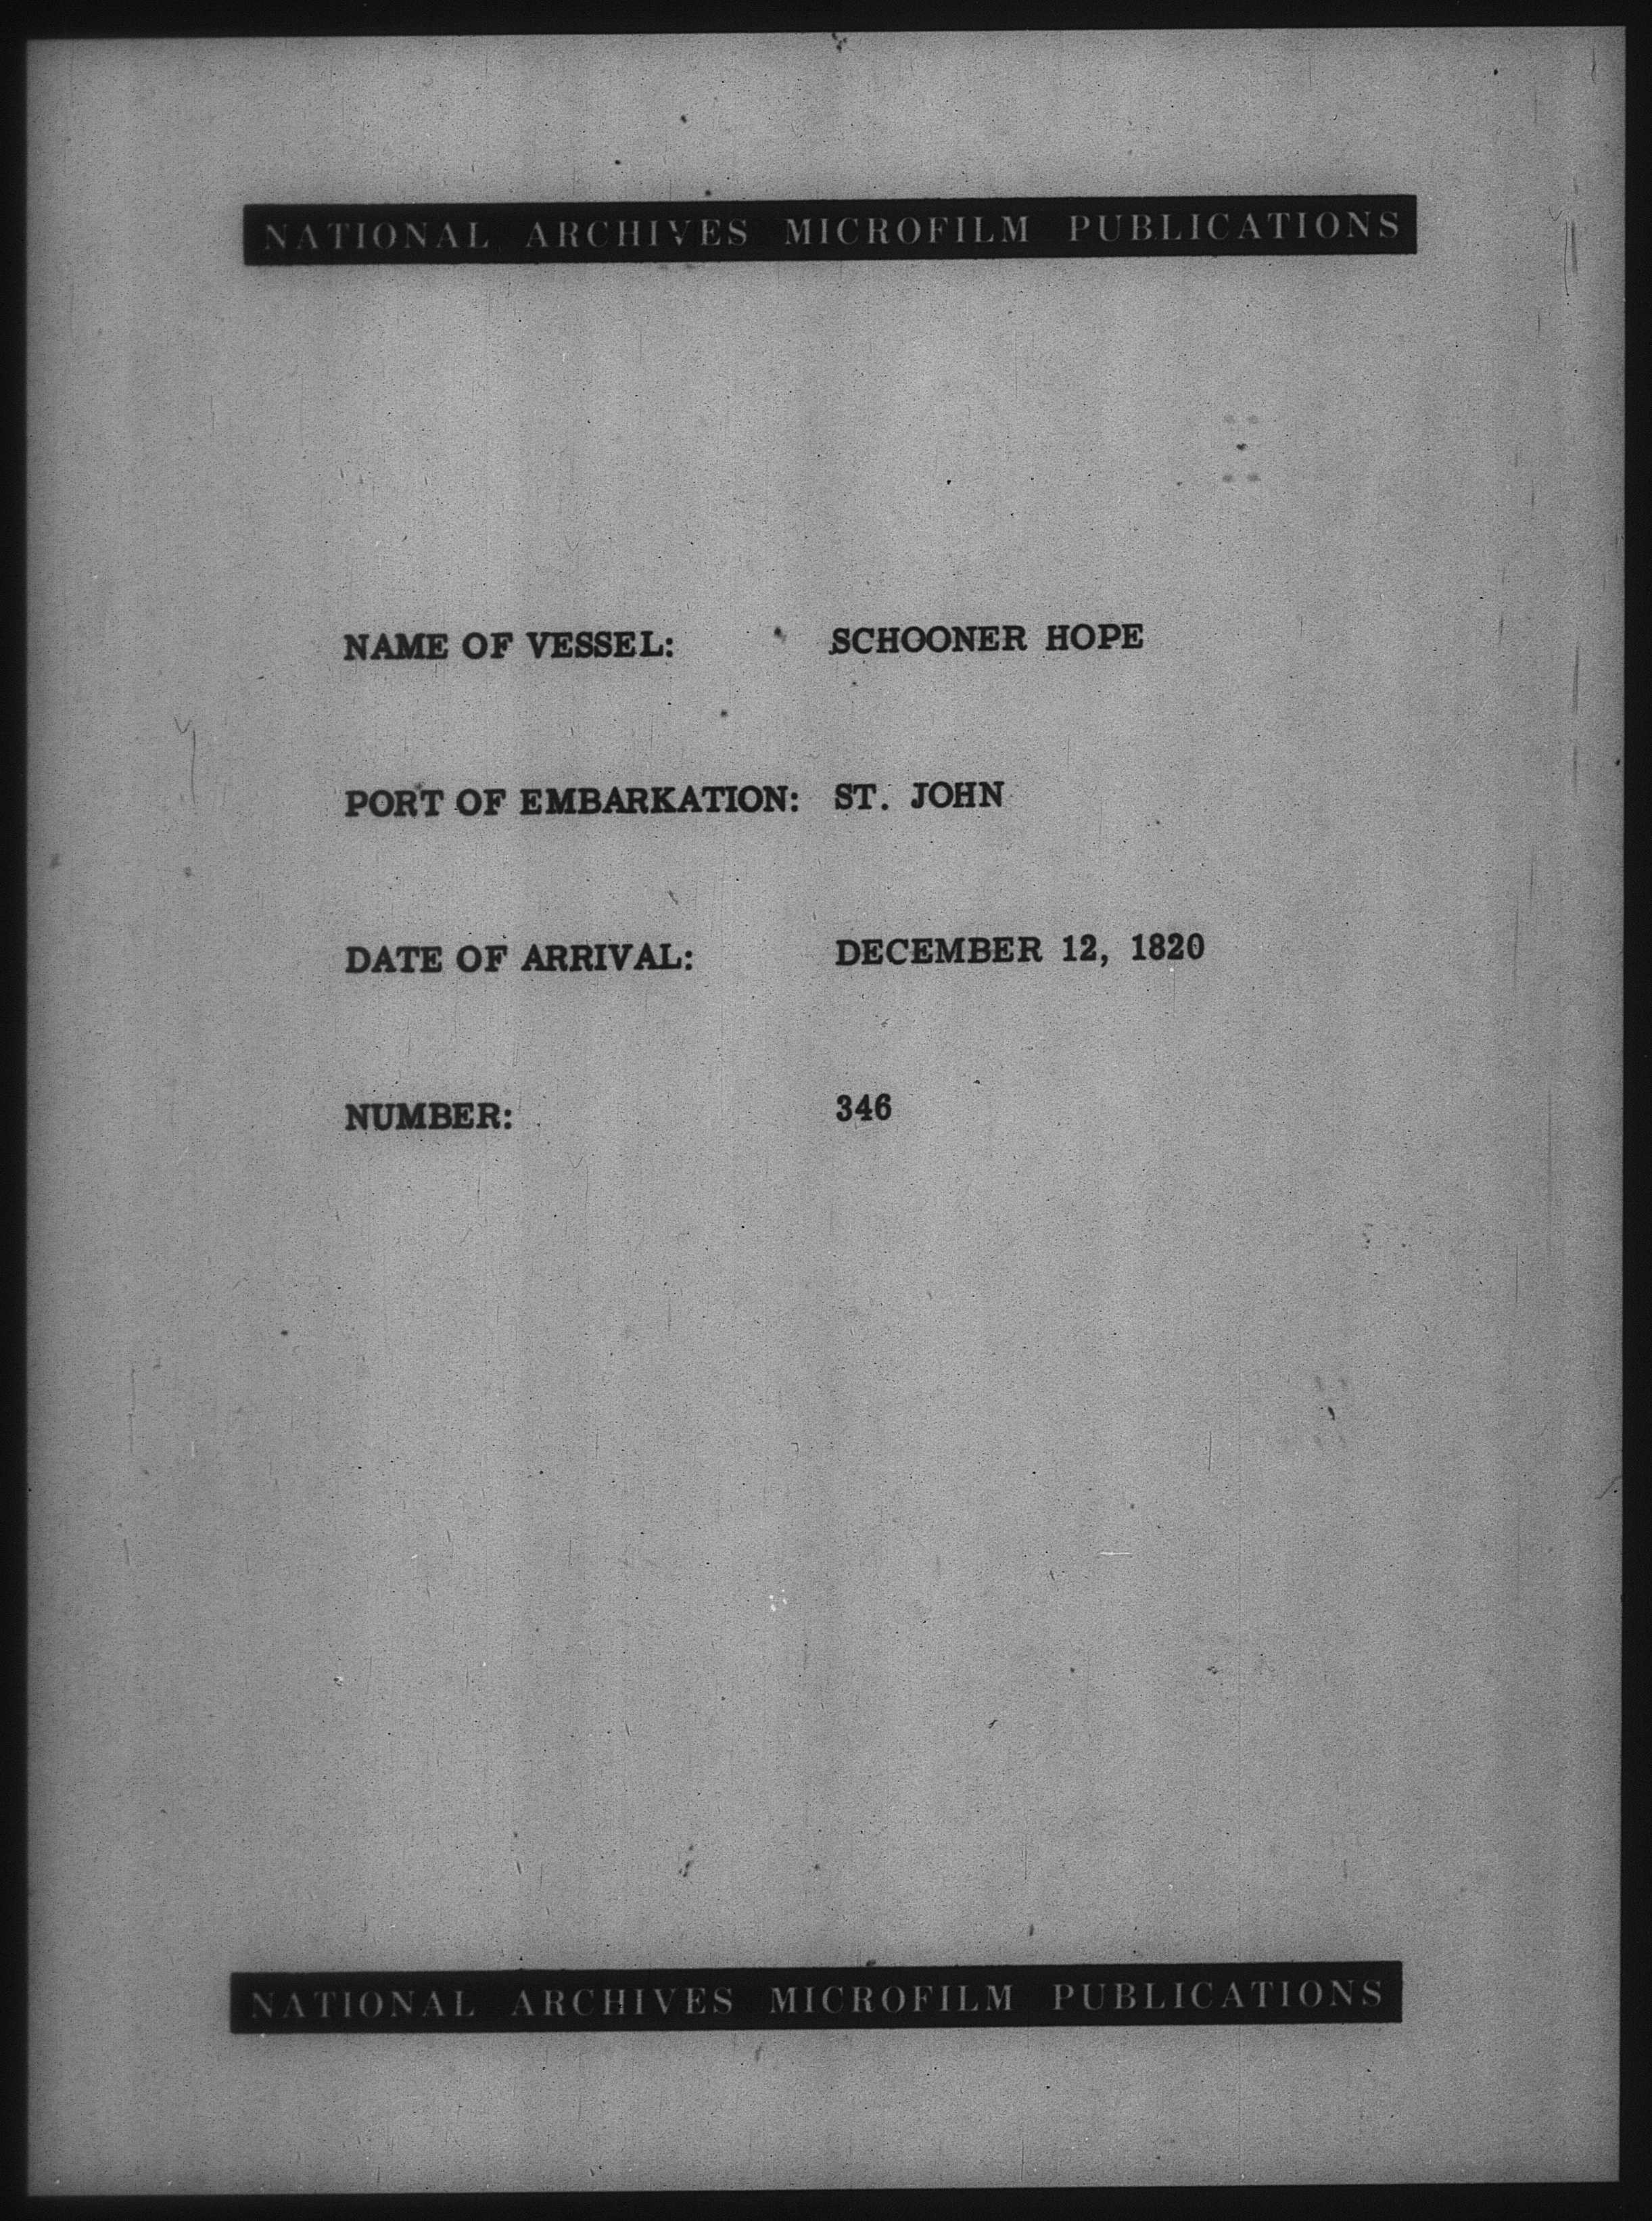 NATIONAL ARCHIVES MICROFILM PUBLICATIONS
NAME OF VESSEL: SCHOONER HOPE
PORT OF EMBARKATION: ST. JOHN
DATE OF ARRIVAL: DECEMBER 12, 1820
NUMBER: 346
NATIONAL ARCHIVES MICROFILM PUBLICATIONS